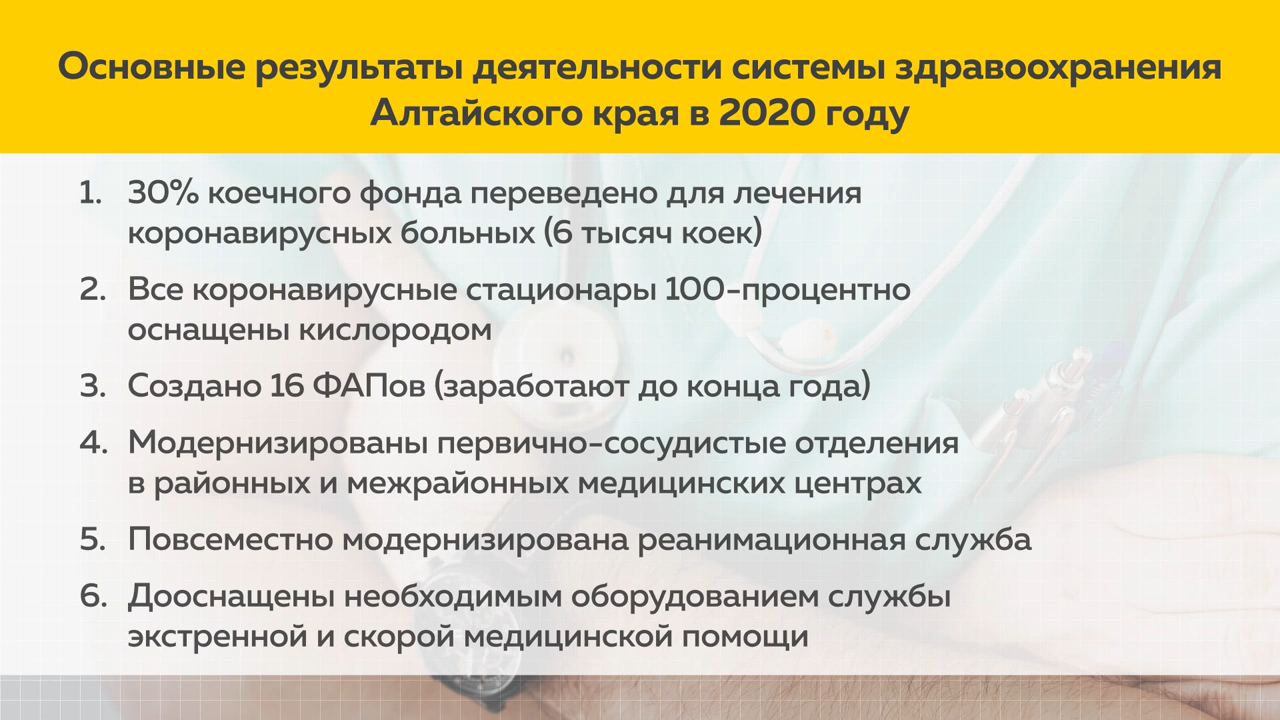 Основные результаты деятельности системы здравоохранения
Алтайского края в 2020 году
1. 30% коечного фонда переведено для лечения
коронавирусных больных (6 тысяч коек)
2. Все коронавирусные стационары 100-процентно
оснащены кислородом
3. Создано 16 ФАПов (заработают до конца года)
4. Модернизированы первично-сосудистые отделения
в районных и межрайонных медицинских центрах
5. Повсеместно модернизирована реанимационная служба
6. Дооснащены необходимым оборудованием службы
экстренной и скорой медицинской помощи